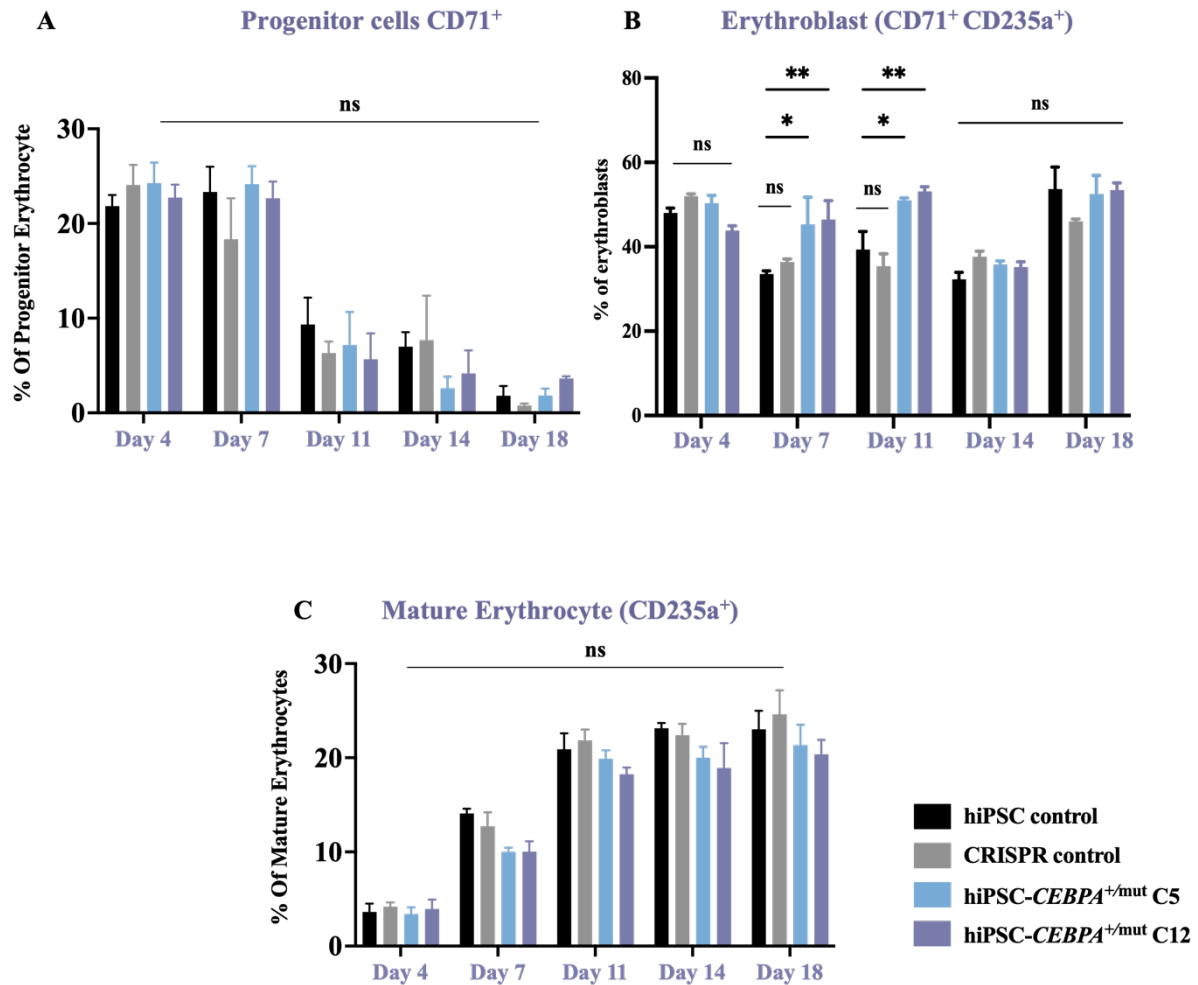 A Progenitor cells CD71⁺
ns
% Of Progenitor Erythrocyte
30
20
10
0
Day 4 Day 7 Day 11 Day 14 Day 18
B Erythroblast (CD71⁺ CD235a⁺)
** **
* *
ns ns
ns ns
% of erythroblasts
80
60
40
20
0
Day 4 Day 7 Day 11 Day 14 Day 18
C Mature Erythrocyte (CD235a⁺)
ns
% Of Mature Erythrocytes
30
20
10
0
Day 4 Day 7 Day 11 Day 14 Day 18
hiPSC control
CRISPR control
hiPSC-CEBPA⁺/ᵐᵘᵗ C5
hiPSC-CEBPA⁺/ᵐᵘᵗ C12